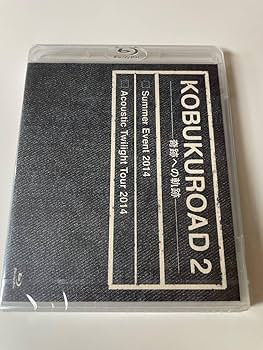 KOBUKUROAD 2
奇跡への軌跡
□ Summer Event 2014
□ Acoustic Twilight Tour 2014